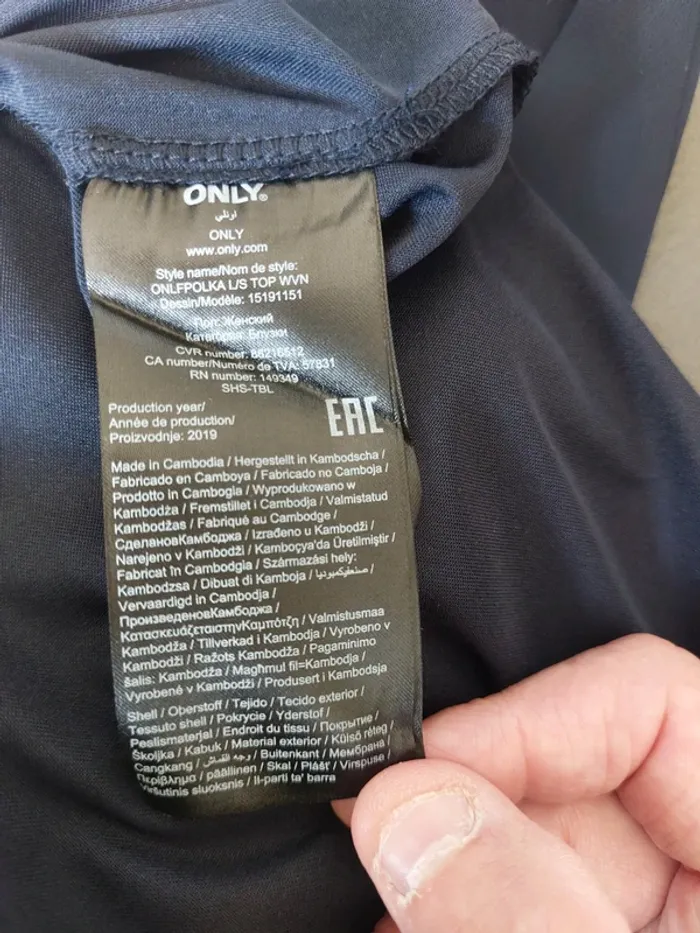 ONLY®
اونلي
ONLY
www.only.com
Style name/Nom de style:
ONLFPOLKA L/S TOP WVN
Dessin/Modèle: 15191151
Пол: Женский
Категория: Блузки
CVR number: 88216512
CA number/Numéro de TVA: 57831
RN number: 149349
SHS-TBL
Production year/
Année de production/
Proizvodnje: 2019
EAC
Made in Cambodia / Hergestellt in Kambodscha /
Fabricado en Camboya / Fabricado no Camboja /
Prodotto in Cambogia / Wyprodukowano w
Kambodża / Fremstillet i Cambodja / Valmistatud
Kambodžas / Fabriqué au Cambodge /
СделановКамбоджа / Izrađeno u Kambodži /
Narejeno v Kambodži / Kamboçya'da Üretilmiştir /
Fabricat în Cambodgia / Származási hely:
Kambodzsa / Dibuat di Kamboja / صنعفيكمبوديا /
Vervaardigd in Cambodja /
ПроизведеновКамбоджа /
ΚατασκευάζεταιστηνΚαμπότζη / Valmistusmaa
Kambodža / Tillverkad i Kambodja / Vyrobeno v
Kambodži / Ražots Kambodža / Pagaminimo
šalis: Kambodža / Magħmul fil=Kambodja /
Vyrobené v Kambodži / Produsert i Kambodsja
Shell / Oberstoff / Tejido / Tecido exterior /
Tessuto shell / Pokrycie / Yderstof /
Pealismaterjal / Endroit du tissu / Покрытие /
Školjka / Kabuk / Material exterior / Külső réteg /
Cangkang / وجه القماش / Buitenkant / Мембрана /
Περίβλημα / päällinen / Skal / Plášť / Virspuse /
Viršutinis sluoksnis / Il-parti ta' barra